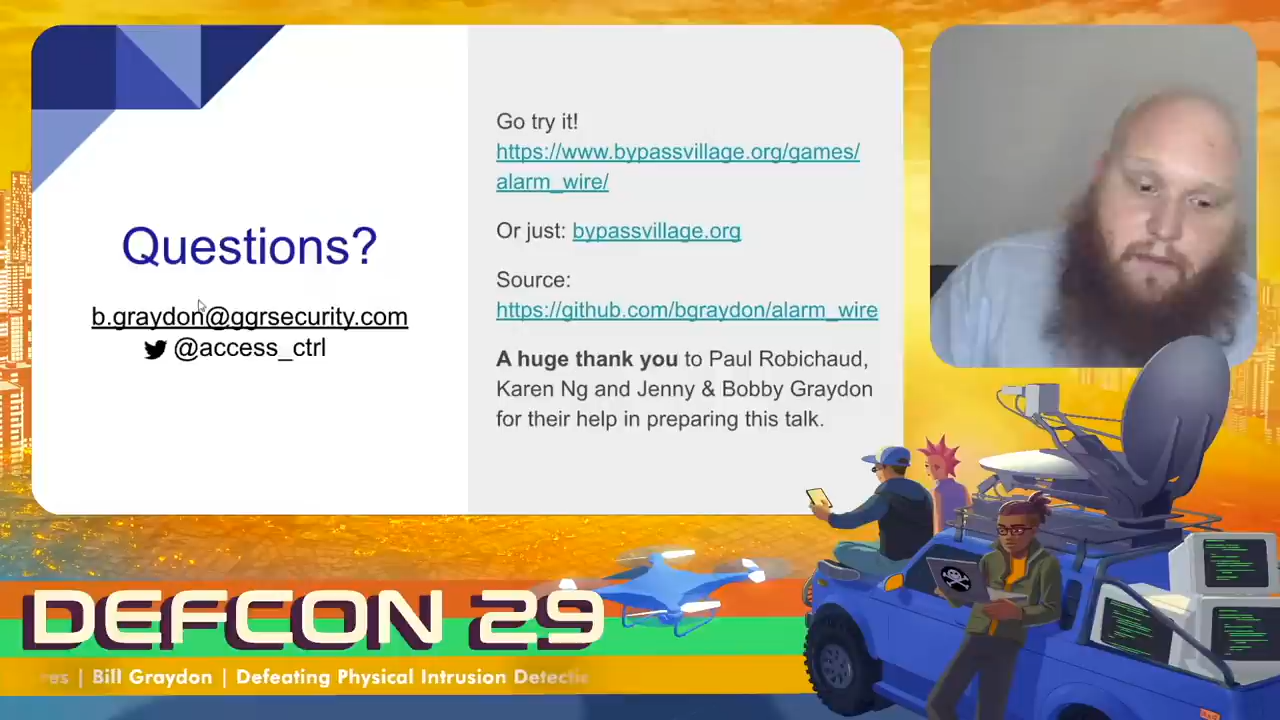 Questions?
b.graydon@ggrsecurity.com
@access_ctrl
Go try it!
https://www.bypassvillage.org/games/
alarm_wire/
Or just: bypassvillage.org
Source:
https://github.com/bgraydon/alarm_wire
A huge thank you to Paul Robichaud,
Karen Ng and Jenny & Bobby Graydon
for their help in preparing this talk.
DEFCON 29
es | Bill Graydon | Defeating Physical Intrusion Detectio